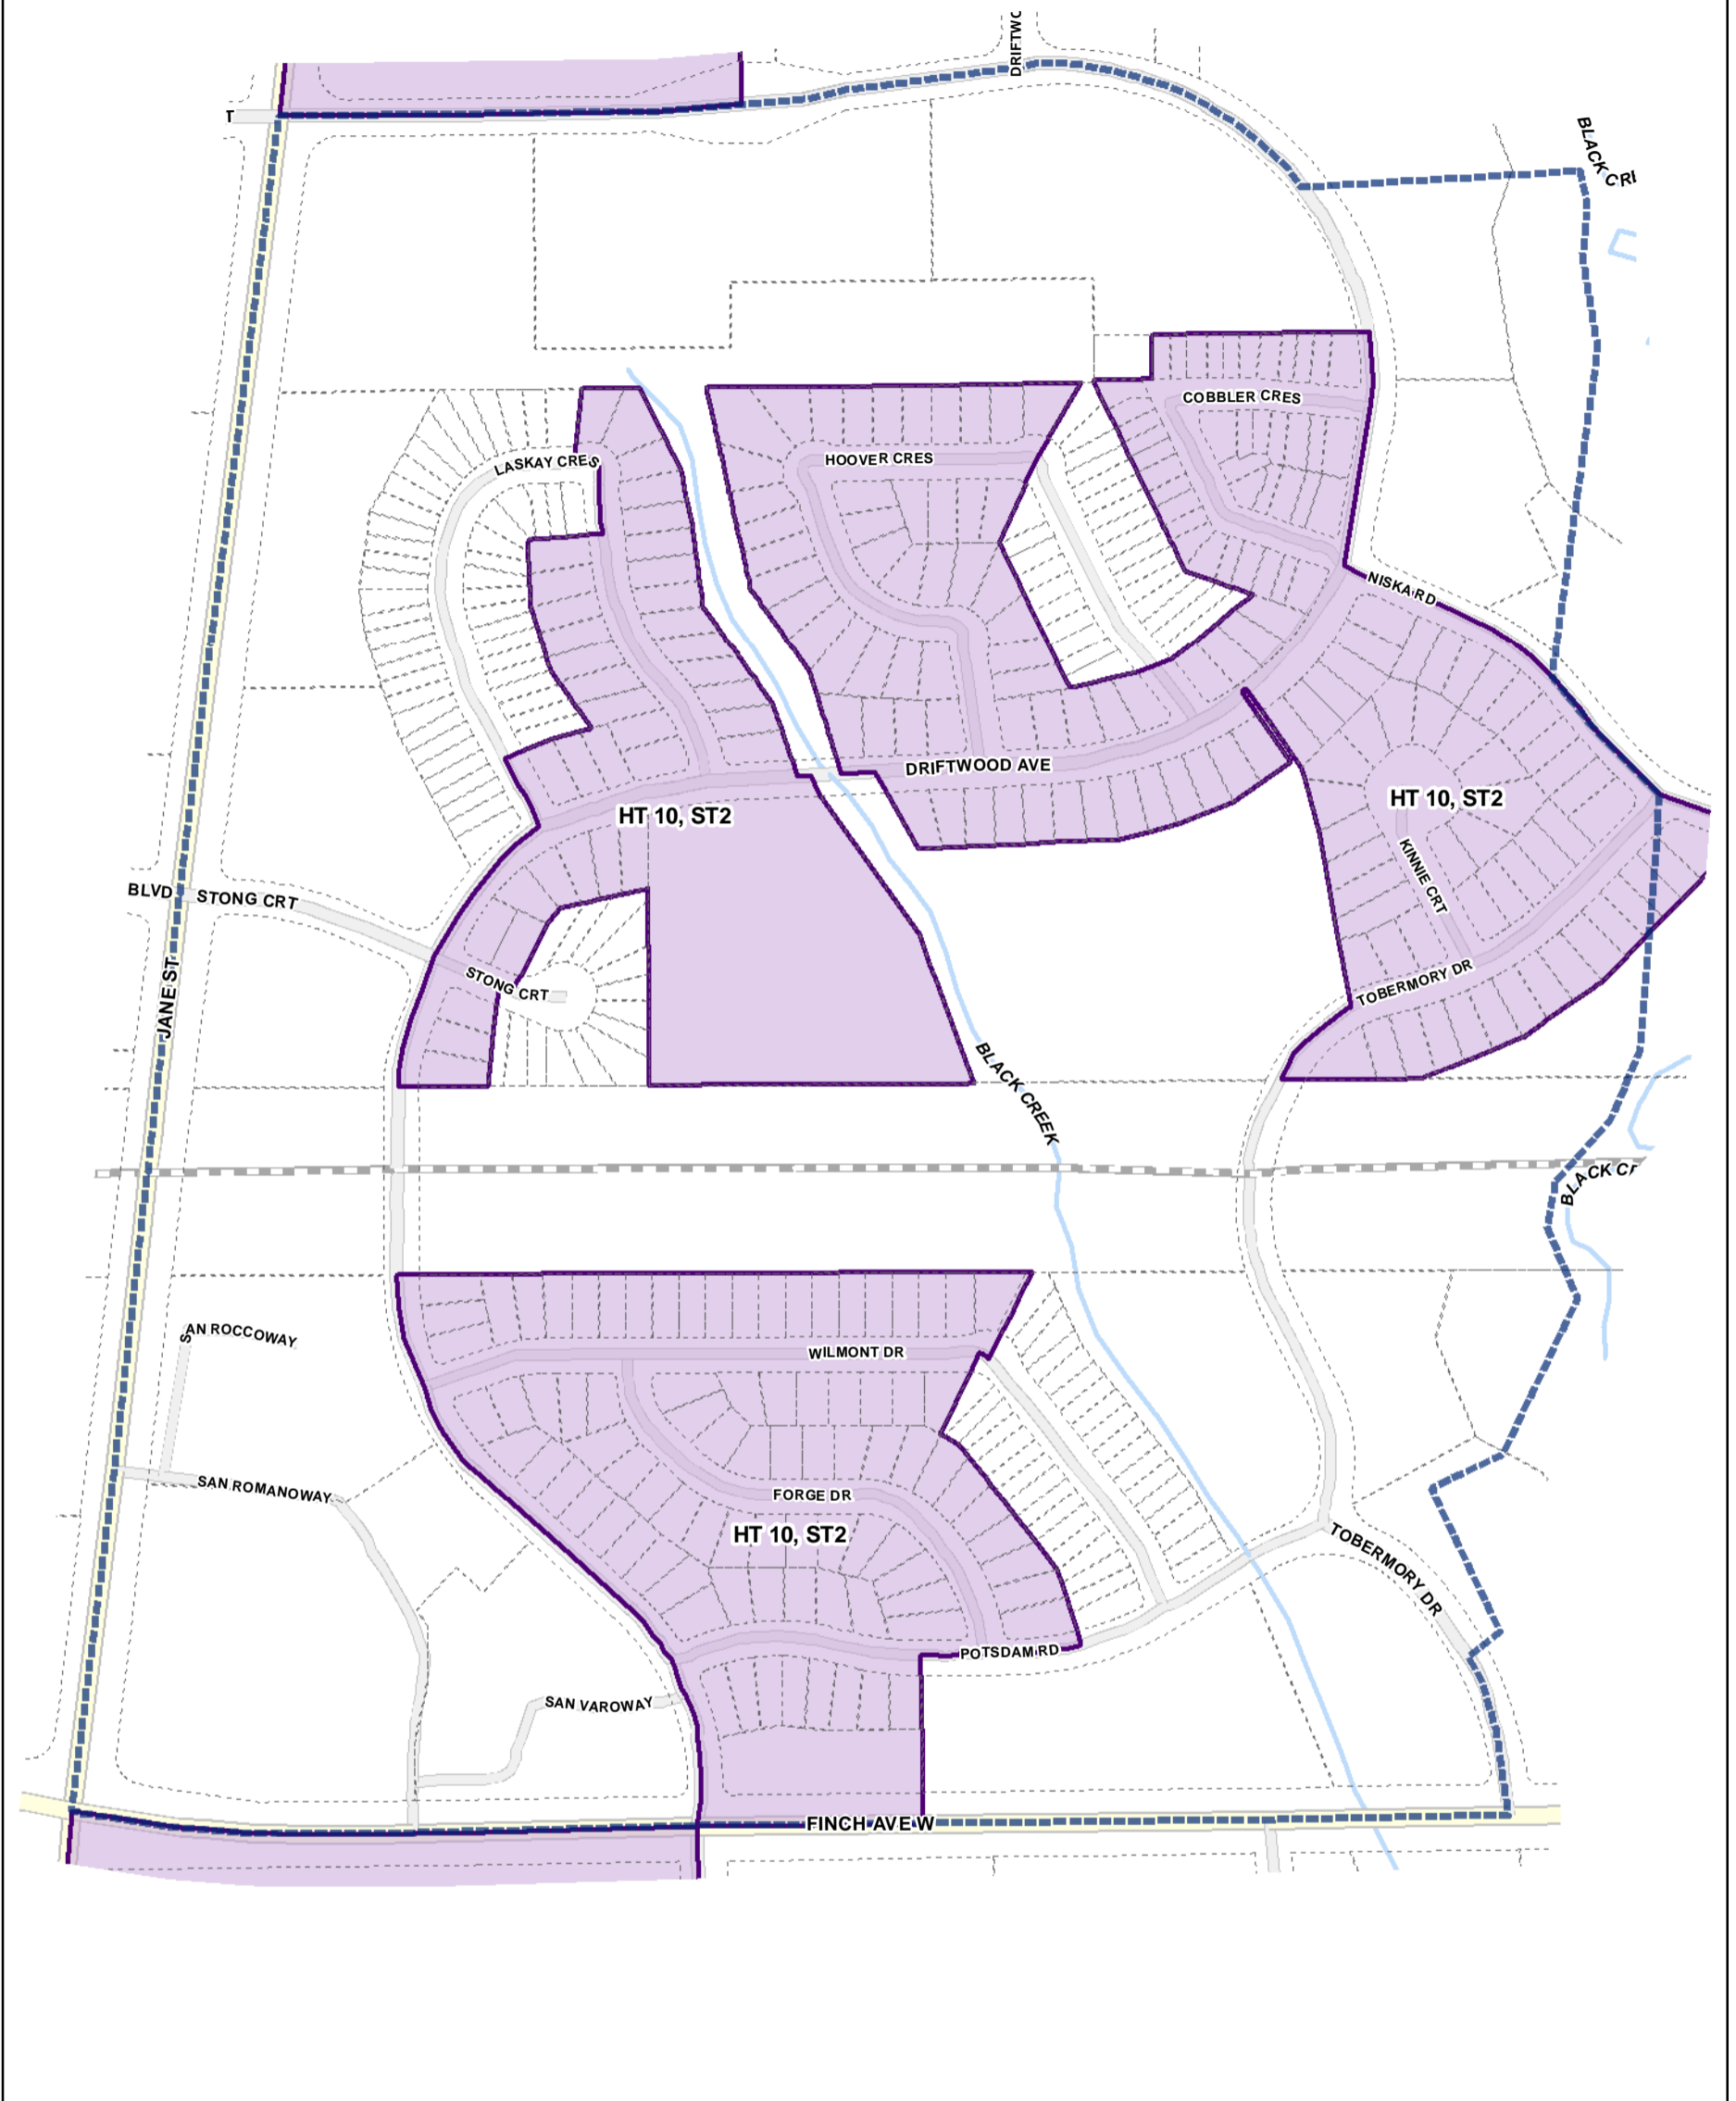 DRIFTWC
T
BLACK CRI
COBBLER CRES
LASKAY CRES
HOOVER CRES
NISKA RD
DRIFTWOOD AVE
HT 10, ST2
HT 10, ST2
KINNIE CRT
BLVD
STONG CRT
JANE ST
STONG CRT
TOBERMORY DR
BLACK CREEK
BLACK CR
SAN ROCCOWAY
WILMONT DR
SAN ROMANOWAY
FORGE DR
HT 10, ST2
TOBERMORY DR
POTSDAM RD
SAN VAROWAY
FINCH AVE W